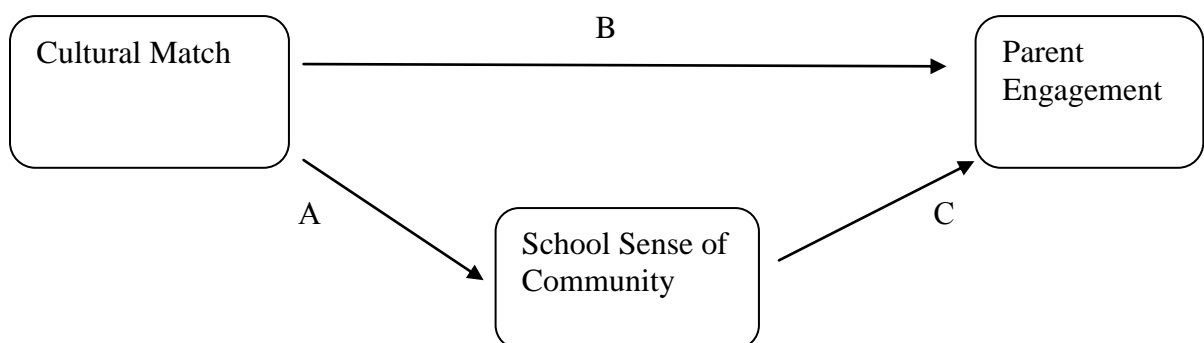 B
Cultural Match
Parent
Engagement
A
C
School Sense of
Community